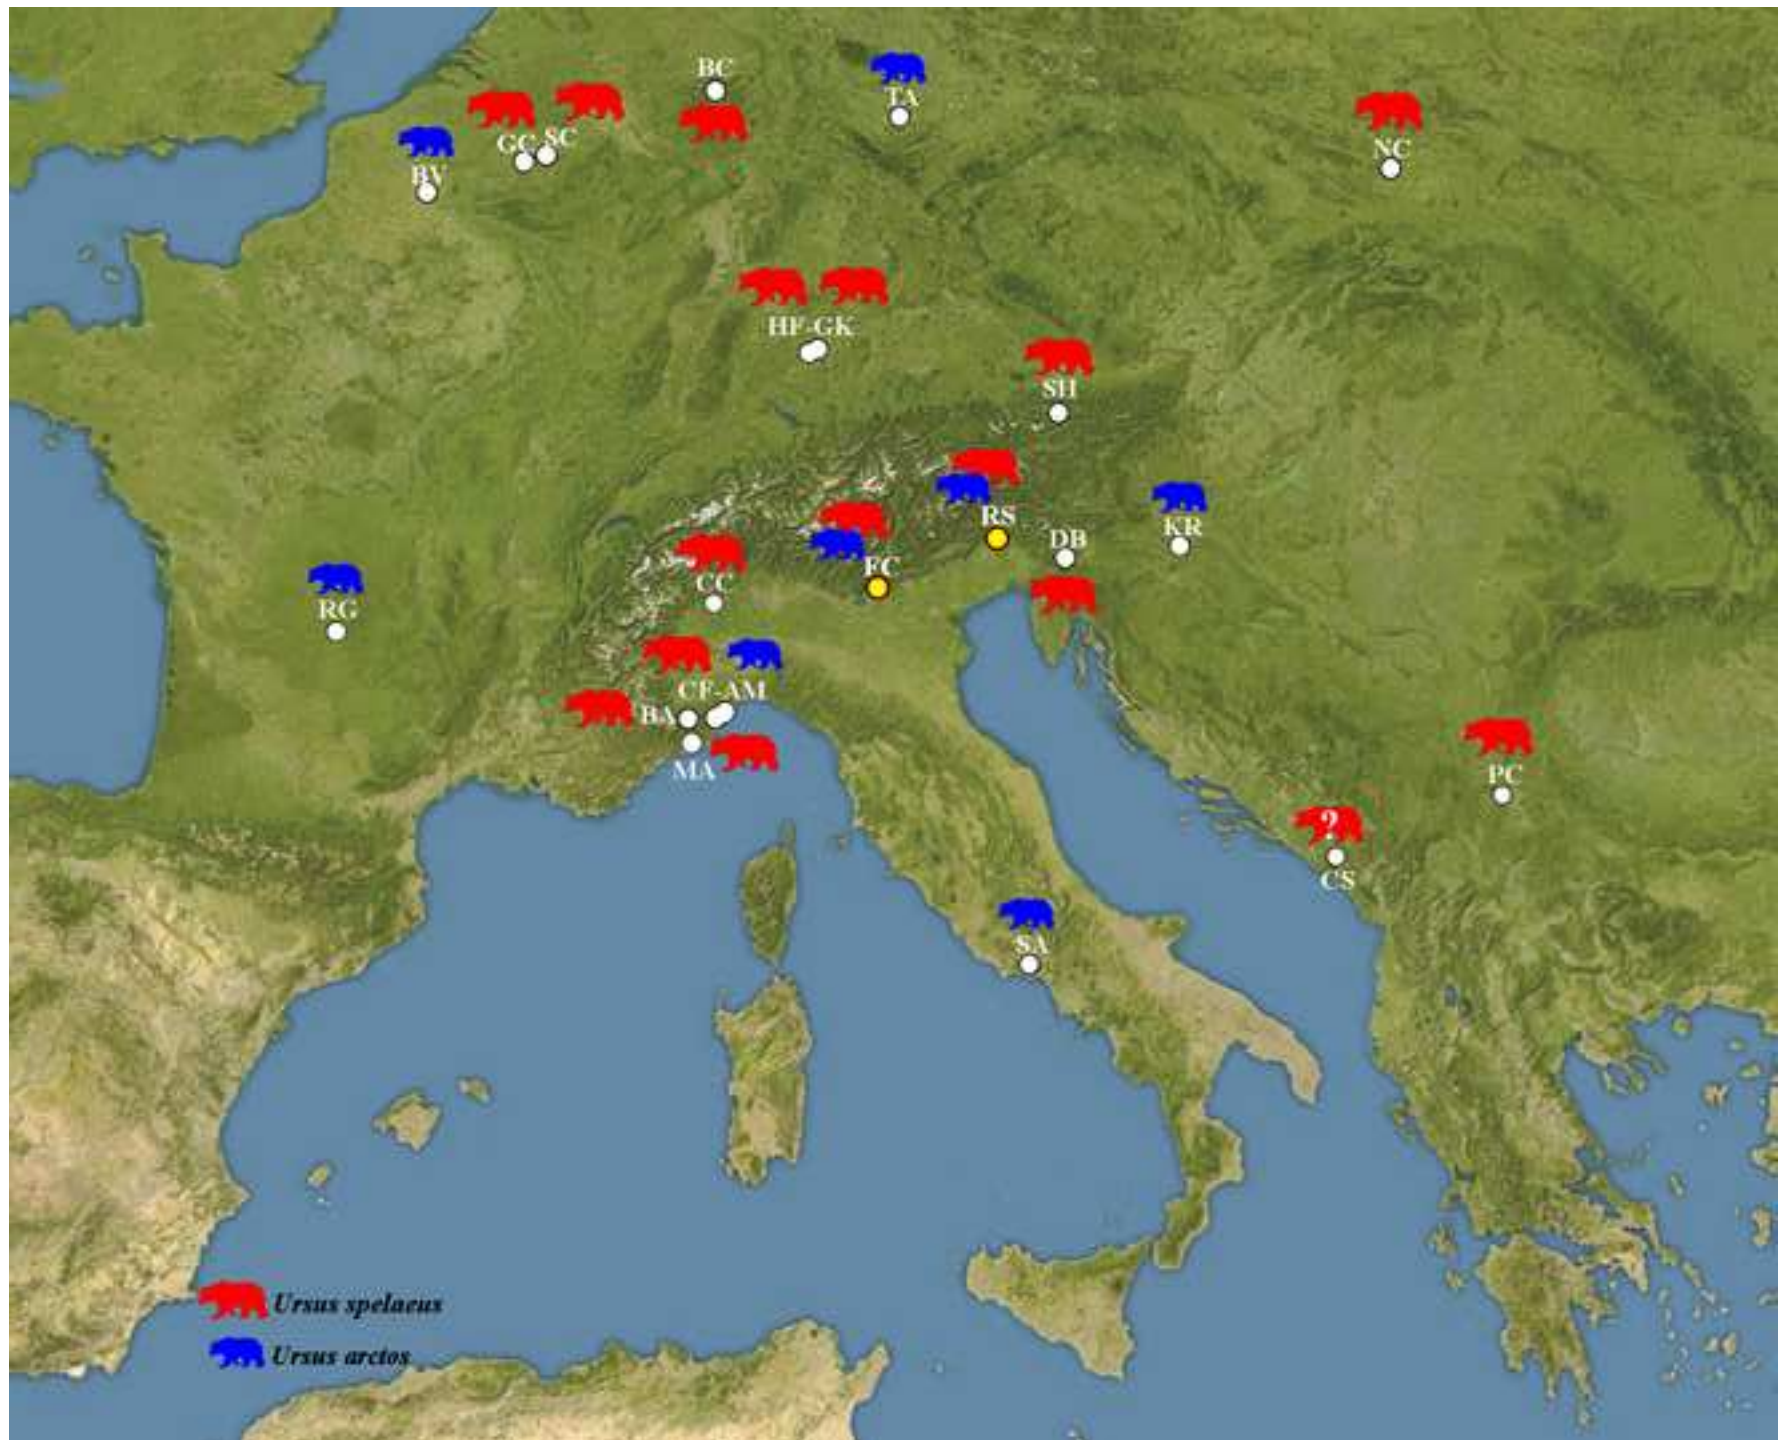 BC
TA
GC
SC
NC
BV
HF-GK
SH
RS
KR
DB
FC
CC
RG
CF-AM
BA
MA
PC
?
CS
SA
Ursus spelaeus
Ursus arctos